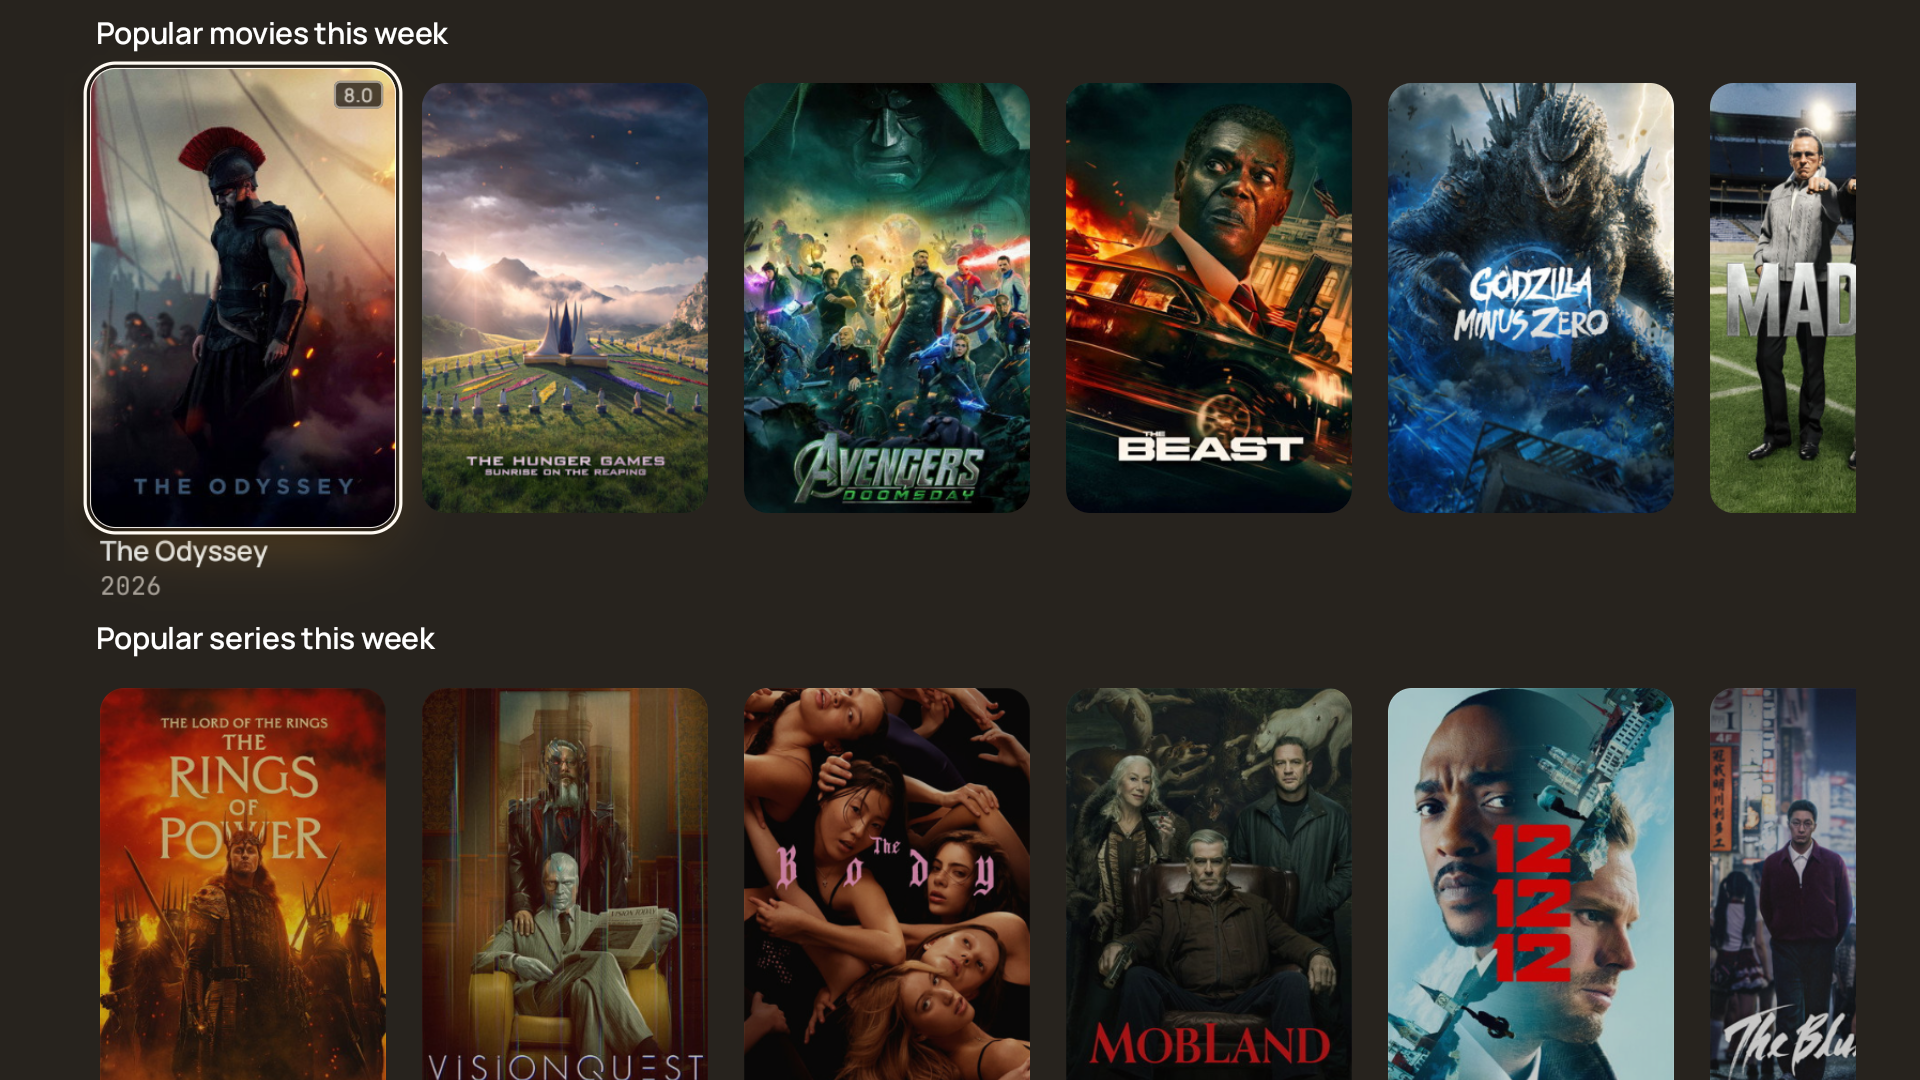 Popular movies this week
8.0
THE ODYSSEY
The Odyssey
2026
THE HUNGER GAMES
SUNRISE ON THE REAPING
AVENGERS
DOOMSDAY
THE
BEAST
GODZILLA
MINUS ZERO
MAD
Popular series this week
THE LORD OF THE RINGS
THE
RINGS
OF
POWER
VISIONQUEST
The
Body
MOBLAND
12
12
12
The Blu